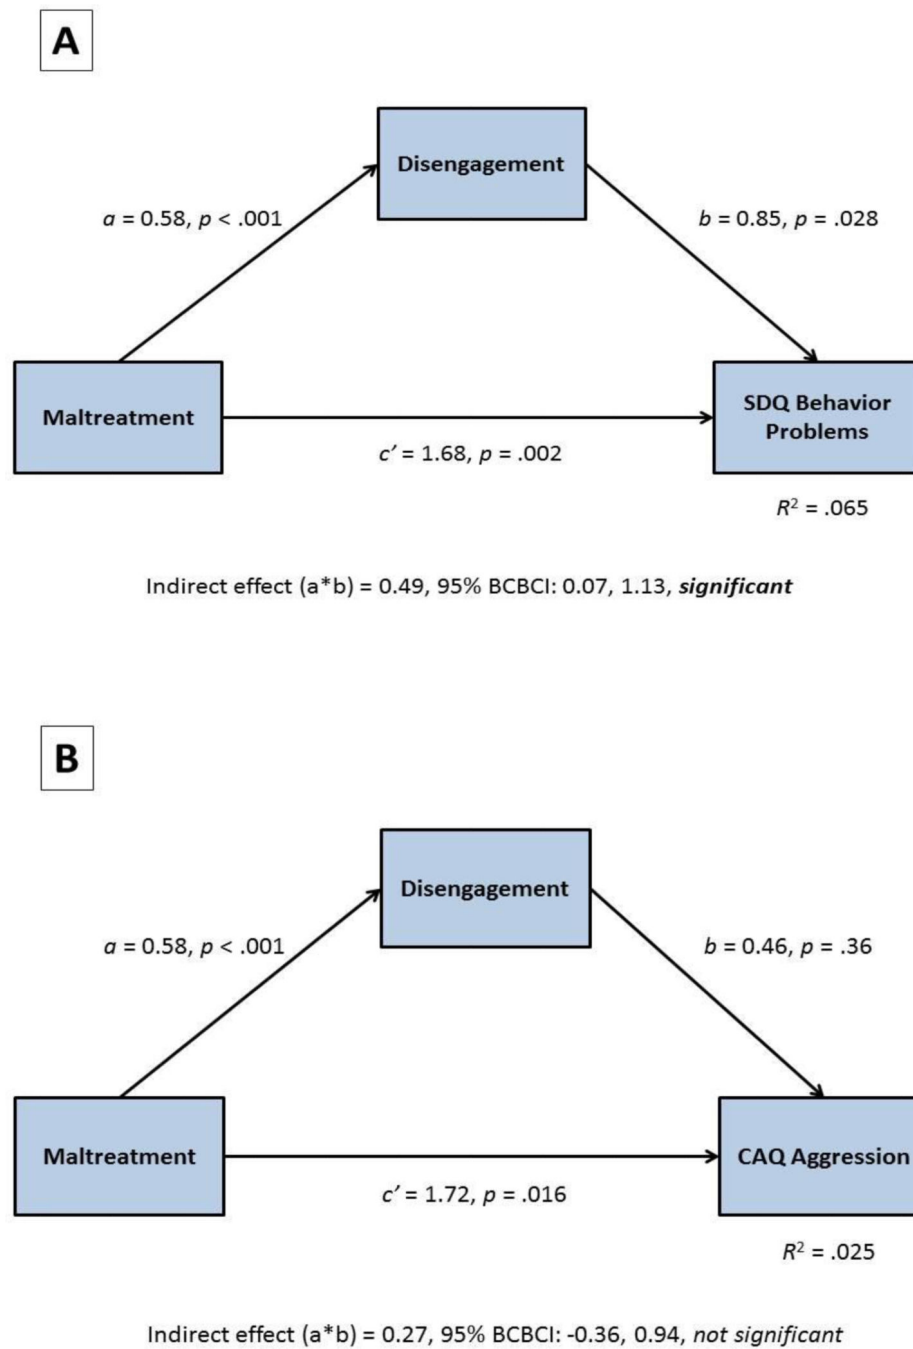 A
Disengagement
a = 0.58, p < .001
b = 0.85, p = .028
Maltreatment
SDQ Behavior
Problems
c’ = 1.68, p = .002
R² = .065
Indirect effect (a*b) = 0.49, 95% BCBCI: 0.07, 1.13, significant
B
Disengagement
a = 0.58, p < .001
b = 0.46, p = .36
Maltreatment
CAQ Aggression
c’ = 1.72, p = .016
R² = .025
Indirect effect (a*b) = 0.27, 95% BCBCI: -0.36, 0.94, not significant